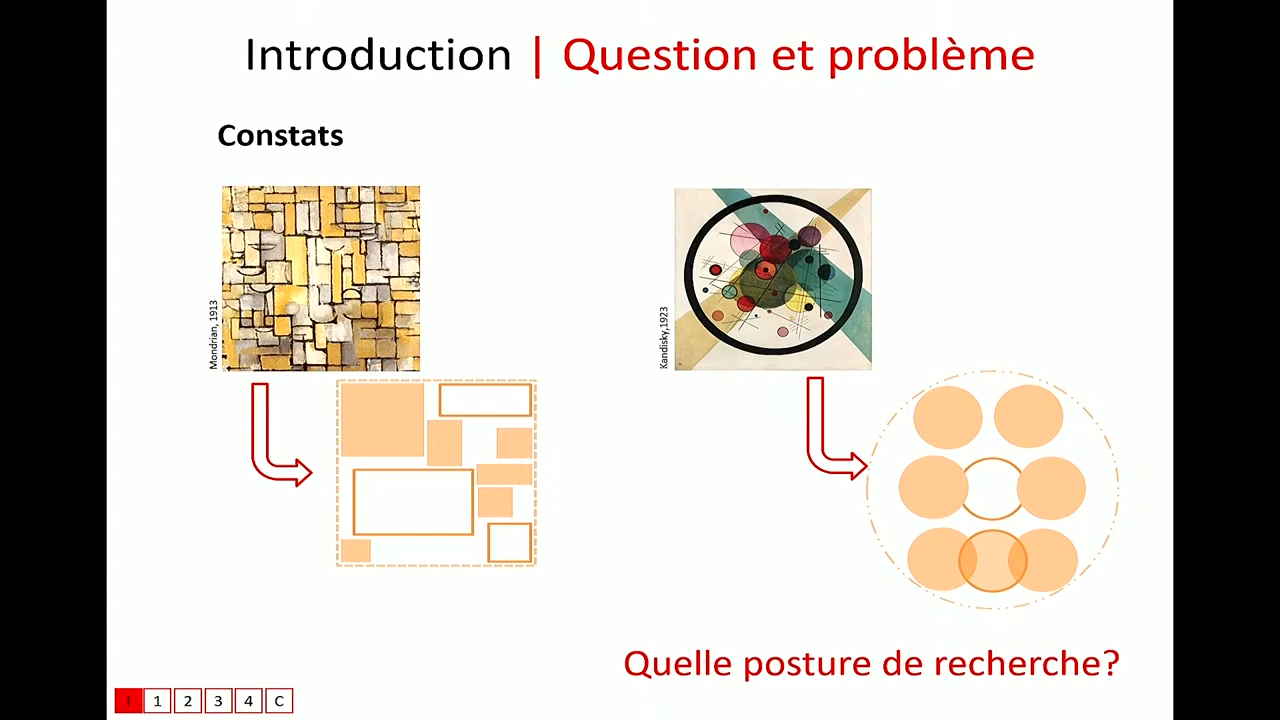 Introduction | Question et problème
Constats
Mondrian, 1913
Kandisky,1923
Quelle posture de recherche?
I 1 2 3 4 C